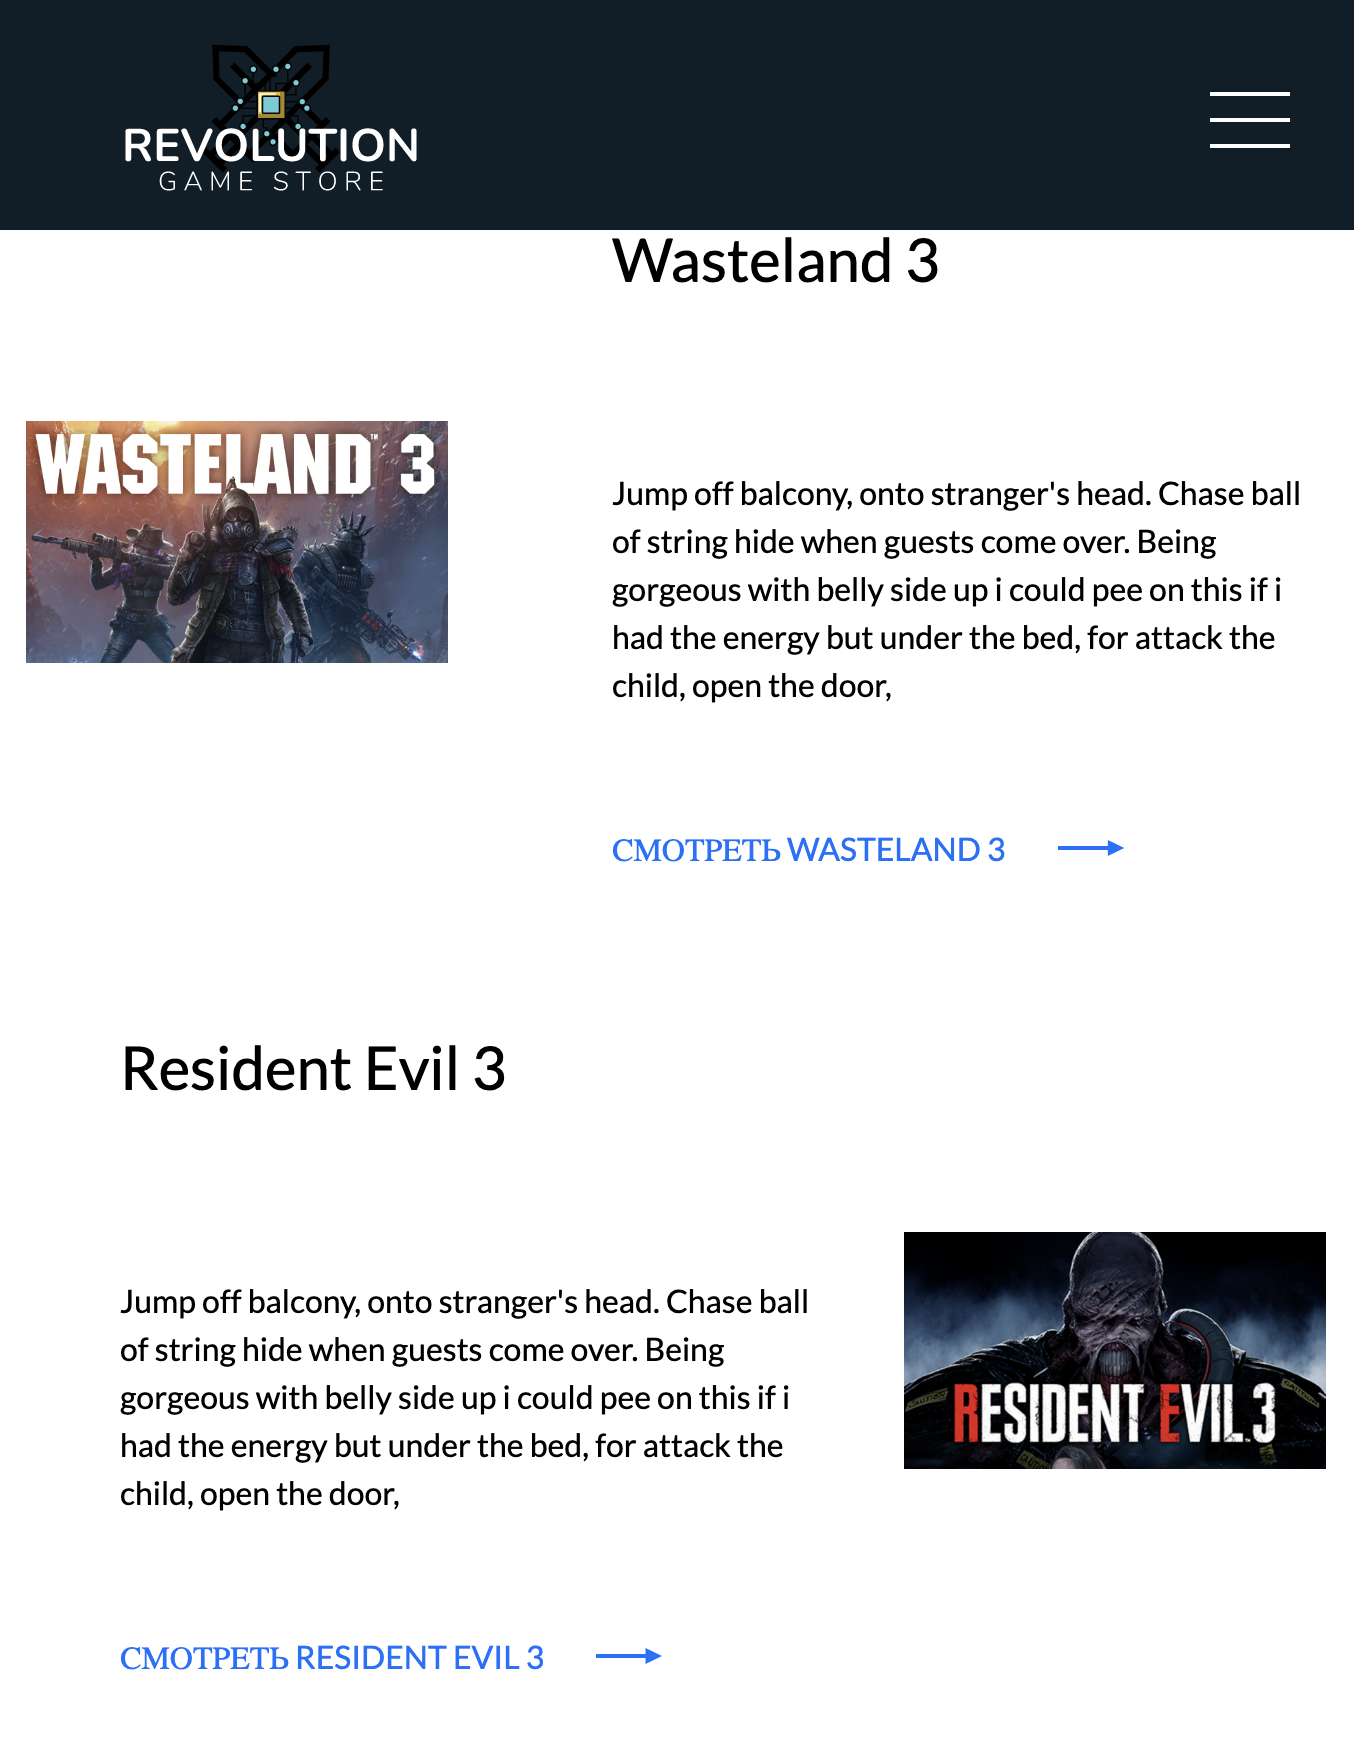 REVOLUTION
GAME STORE
Wasteland 3
WASTELAND™ 3
Jump off balcony, onto stranger's head. Chase ball
of string hide when guests come over. Being
gorgeous with belly side up i could pee on this if i
had the energy but under the bed, for attack the
child, open the door,
СМОТРЕТЬ WASTELAND 3
Resident Evil 3
Jump off balcony, onto stranger's head. Chase ball
of string hide when guests come over. Being
gorgeous with belly side up i could pee on this if i
had the energy but under the bed, for attack the
child, open the door,
RESIDENT EVIL 3
СМОТРЕТЬ RESIDENT EVIL 3